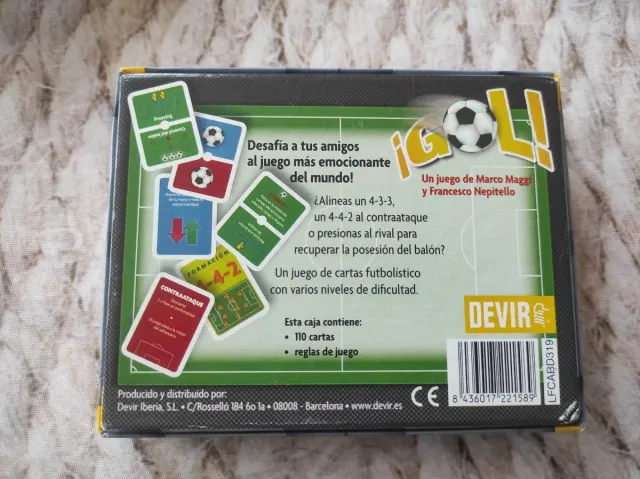 ¡GOL!
Un juego de Marco Maggi
y Francesco Nepitello
Desafía a tus amigos
al juego más emocionante
del mundo!
¿Alineas un 4-3-3,
un 4-4-2 al contraataque
o presionas al rival para
recuperar la posesión del balón?
Un juego de cartas futbolístico
con varios niveles de dificultad.
Esta caja contiene:
• 110 cartas
• reglas de juego
FORMACIÓN
4-4-2
CONTRAATAQUE
DEVIR
Producido y distribuido por:
Devir Iberia, S.L. • C/Rosselló 184 6o 1a • 08008 - Barcelona • www.devir.es
CE
8 436017 221589
LFCABD319